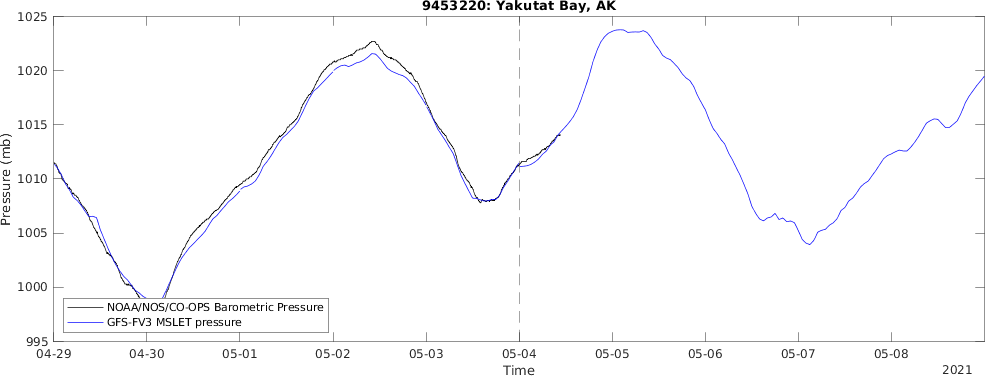 9453220: Yakutat Bay, AK
1025
1020
1015
1010
1005
1000
995
Pressure (mb)
NOAA/NOS/CO-OPS Barometric Pressure
GFS-FV3 MSLET pressure
04-29 04-30 05-01 05-02 05-03 05-04 05-05 05-06 05-07 05-08
Time
2021